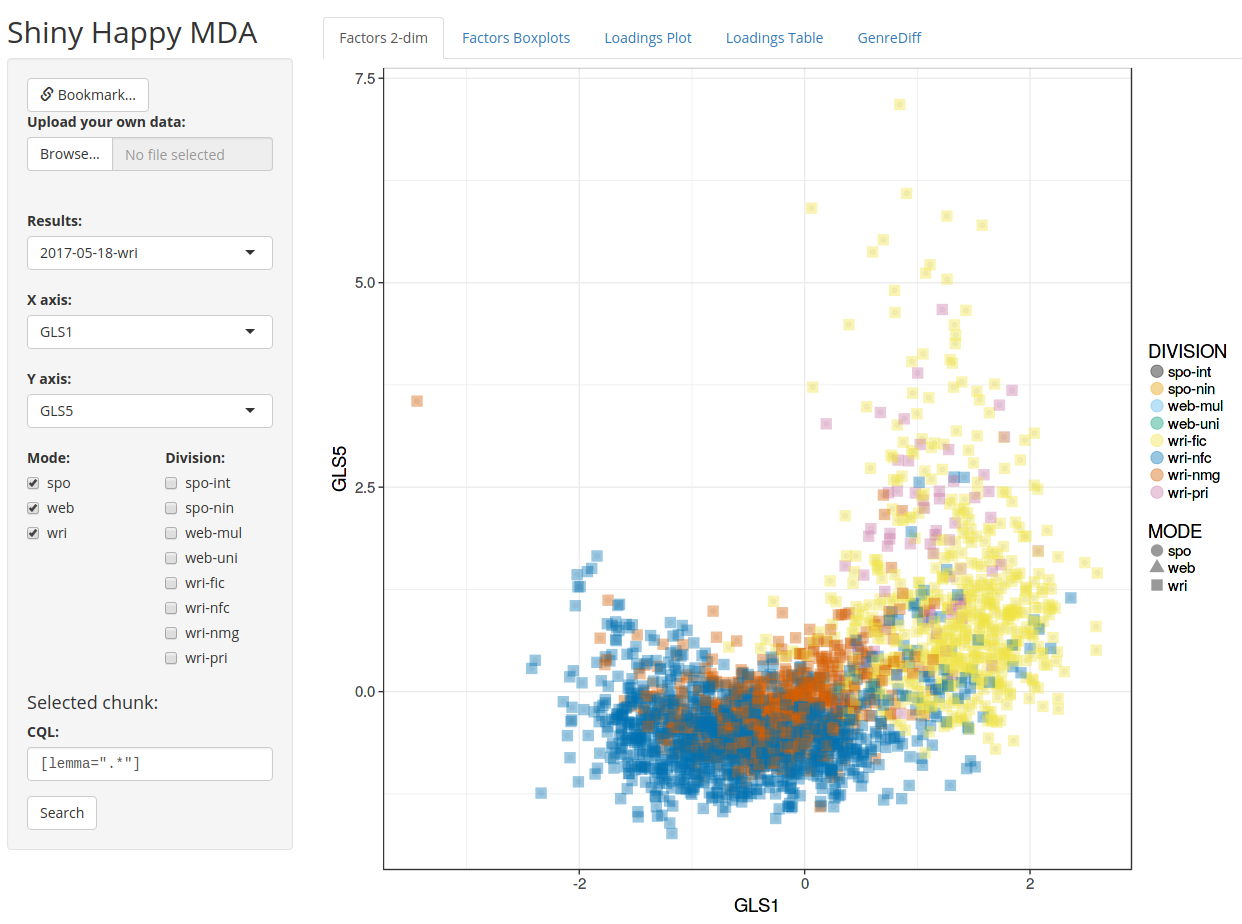 Shiny Happy MDA
Bookmark...
Upload your own data:
Browse... No file selected
Results:
2017-05-18-wri
X axis:
GLS1
Y axis:
GLS5
Mode: Division:
spo spo-int
web spo-nin
wri web-mul
web-uni
wri-fic
wri-nfc
wri-nmg
wri-pri
Selected chunk:
CQL:
[lemma=".*"]
Search
Factors 2-dim Factors Boxplots Loadings Plot Loadings Table GenreDiff
7.5
5.0
2.5
0.0
GLS5
-2 0 2
GLS1
DIVISION
spo-int
spo-nin
web-mul
web-uni
wri-fic
wri-nfc
wri-nmg
wri-pri
MODE
spo
web
wri